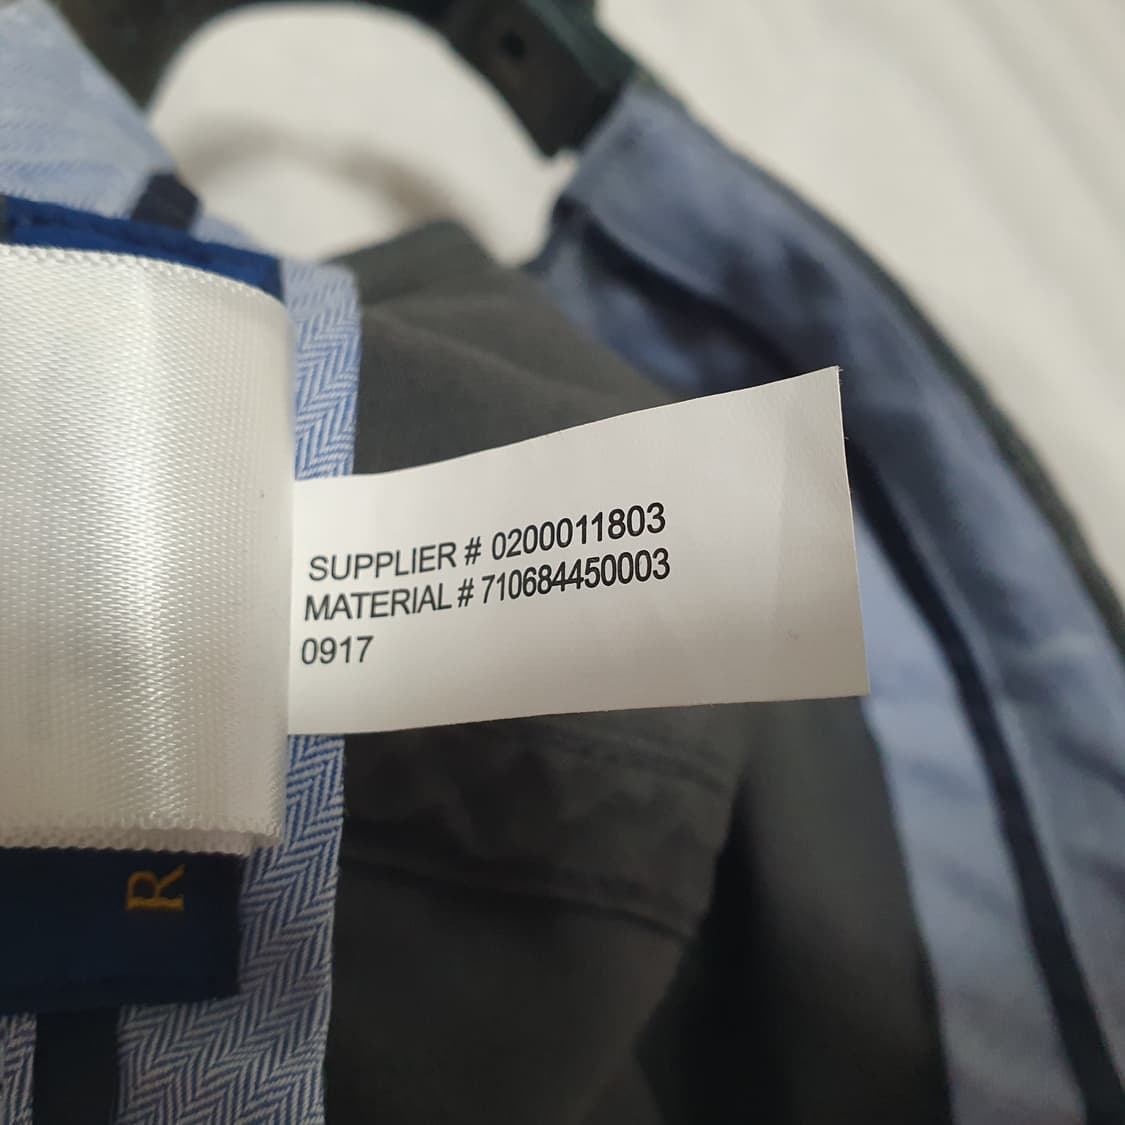 SUPPLIER # 0200011803
MATERIAL # 710684450003
0917
R